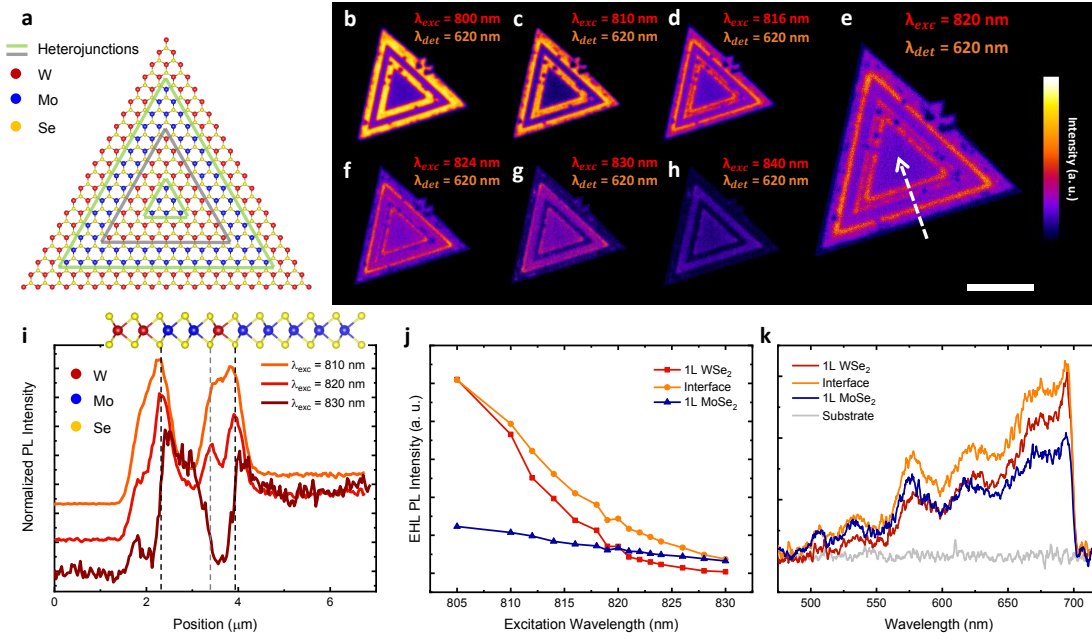 a
Heterojunctions
W
Mo
Se
b
λexc = 800 nm
λdet = 620 nm
c
λexc = 810 nm
λdet = 620 nm
d
λexc = 816 nm
λdet = 620 nm
e
λexc = 820 nm
λdet = 620 nm
Intensity (a. u.)
f
λexc = 824 nm
λdet = 620 nm
g
λexc = 830 nm
λdet = 620 nm
h
λexc = 840 nm
λdet = 620 nm
i
W
Mo
Se
λexc = 810 nm
λexc = 820 nm
λexc = 830 nm
Normalized PL Intensity
0 2 4 6
Position (μm)
j
1L WSe₂
Interface
1L MoSe₂
EHL PL Intensity (a. u.)
805 810 815 820 825 830
Excitation Wavelength (nm)
k
1L WSe₂
Interface
1L MoSe₂
Substrate
500 550 600 650 700
Wavelength (nm)